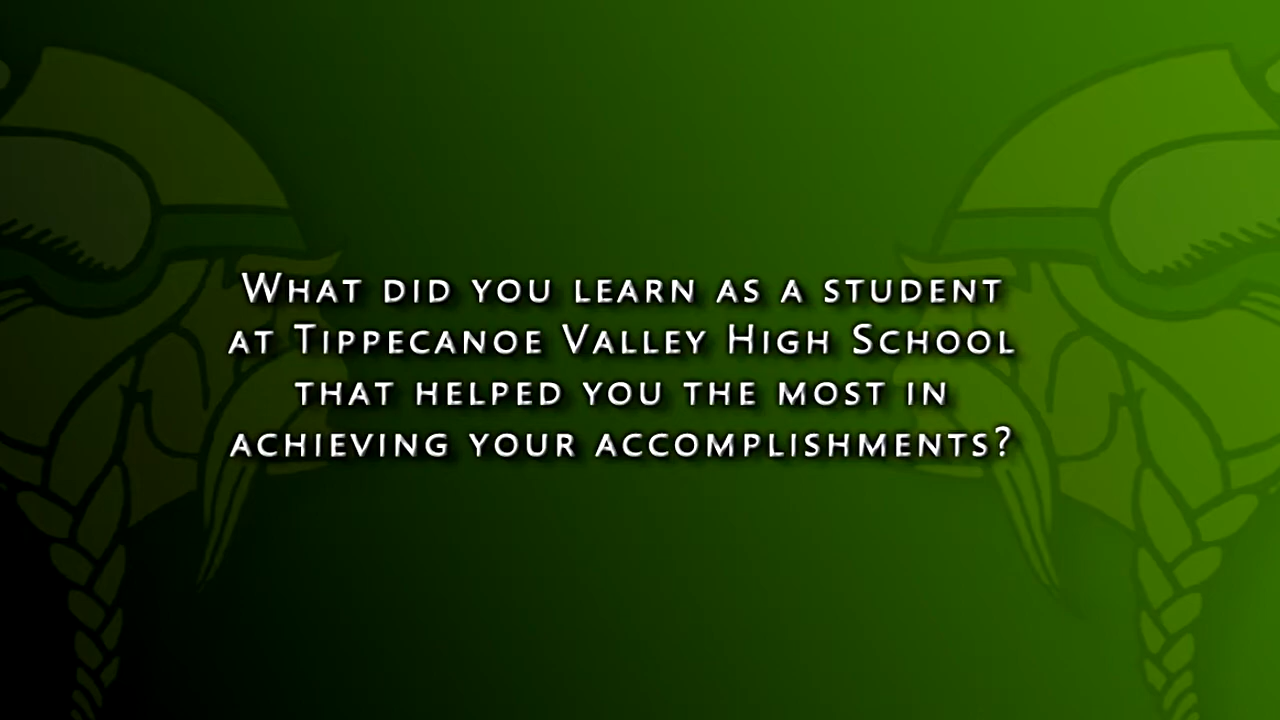 What did you learn as a student
at Tippecanoe Valley High School
that helped you the most in
achieving your accomplishments?